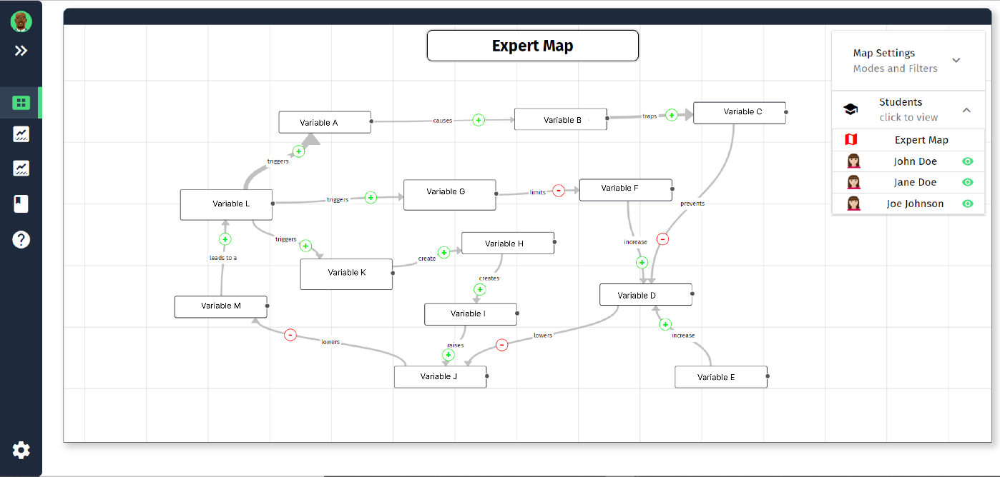 Expert Map
Map Settings
Modes and Filters
Students
click to view
Expert Map
John Doe
Jane Doe
Joe Johnson
Variable A
causes
+
Variable B
traps
+
Variable C
triggers
+
Variable L
triggers
+
Variable G
limits
-
Variable F
prevents
-
increase
+
triggers
+
Variable K
create
+
Variable H
creates
+
leads to a
+
Variable M
Variable I
Variable D
raises
+
lowers
-
lowers
-
increase
+
Variable J
Variable E
?